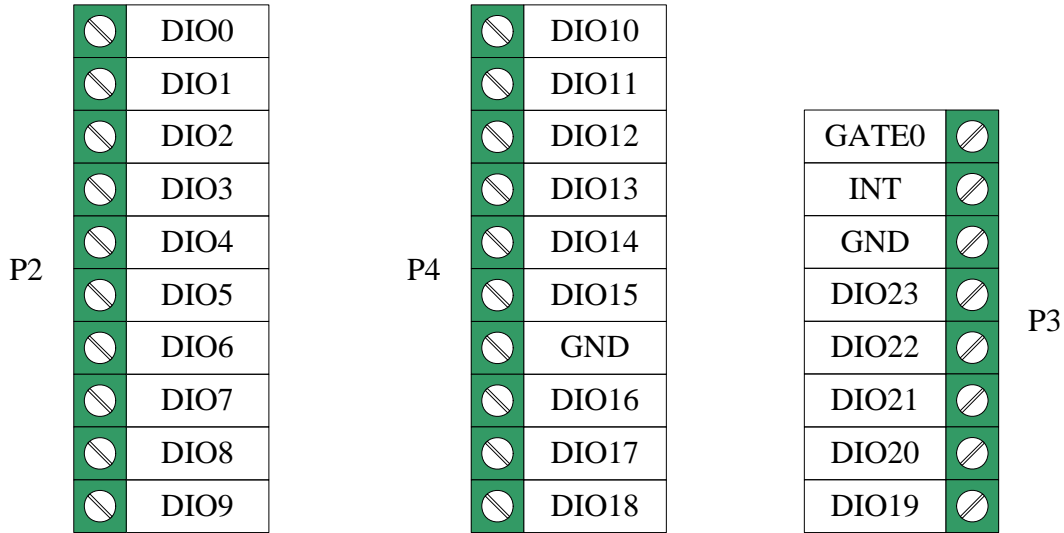 P2
DIO0
DIO1
DIO2
DIO3
DIO4
DIO5
DIO6
DIO7
DIO8
DIO9
P4
DIO10
DIO11
DIO12
DIO13
DIO14
DIO15
GND
DIO16
DIO17
DIO18
GATE0
INT
GND
DIO23
DIO22
DIO21
DIO20
DIO19
P3